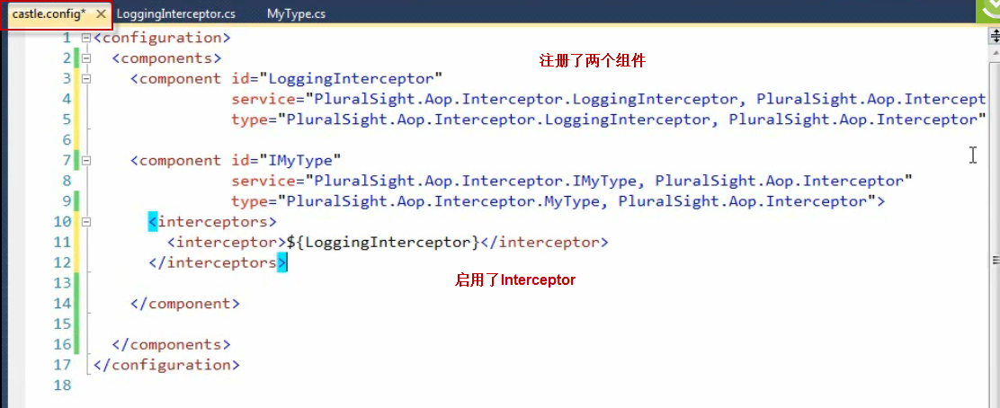 castle.config* LoggingInterceptor.cs MyType.cs
1 <configuration>
2 <components>
注册了两个组件
3 <component id="LoggingInterceptor"
4 service="PluralSight.Aop.Interceptor.LoggingInterceptor, PluralSight.Aop.Intercept
5 type="PluralSight.Aop.Interceptor.LoggingInterceptor, PluralSight.Aop.Interceptor"
6
7 <component id="IMyType"
8 service="PluralSight.Aop.Interceptor.IMyType, PluralSight.Aop.Interceptor"
9 type="PluralSight.Aop.Interceptor.MyType, PluralSight.Aop.Interceptor">
10 <interceptors>
11 <interceptor>${LoggingInterceptor}</interceptor>
12 </interceptors>
启用了Interceptor
13
14 </component>
15
16 </components>
17 </configuration>
18